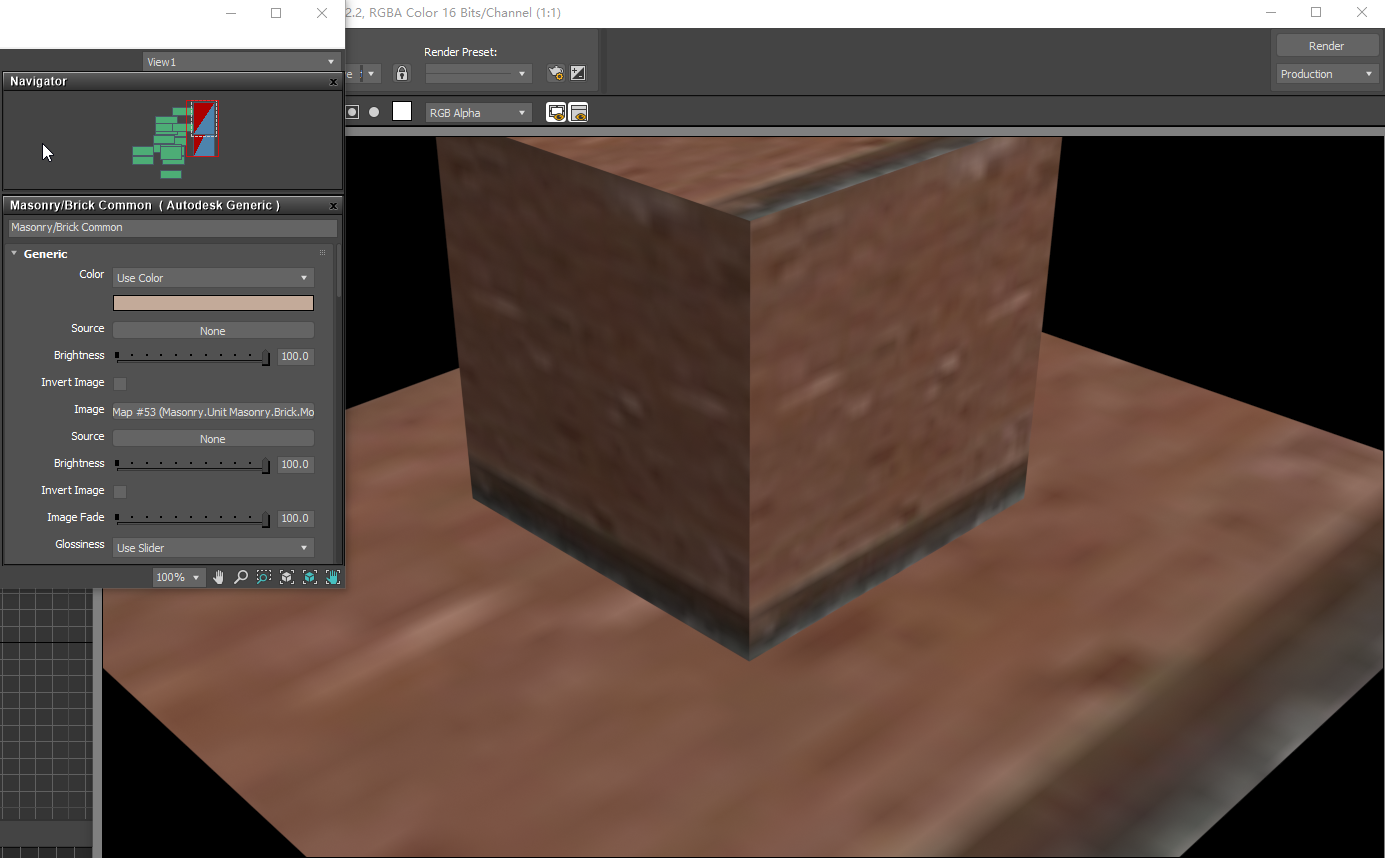 2.2, RGBA Color 16 Bits/Channel (1:1)
View1
Navigator
Masonry/Brick Common ( Autodesk Generic )
Masonry/Brick Common
Generic
Color
Use Color
Source
None
Brightness
100.0
Invert Image
Image
Map #53 (Masonry.Unit Masonry.Brick.Mo
Source
None
Brightness
100.0
Invert Image
Image Fade
100.0
Glossiness
Use Slider
100%
Render Preset:
RGB Alpha
Render
Production